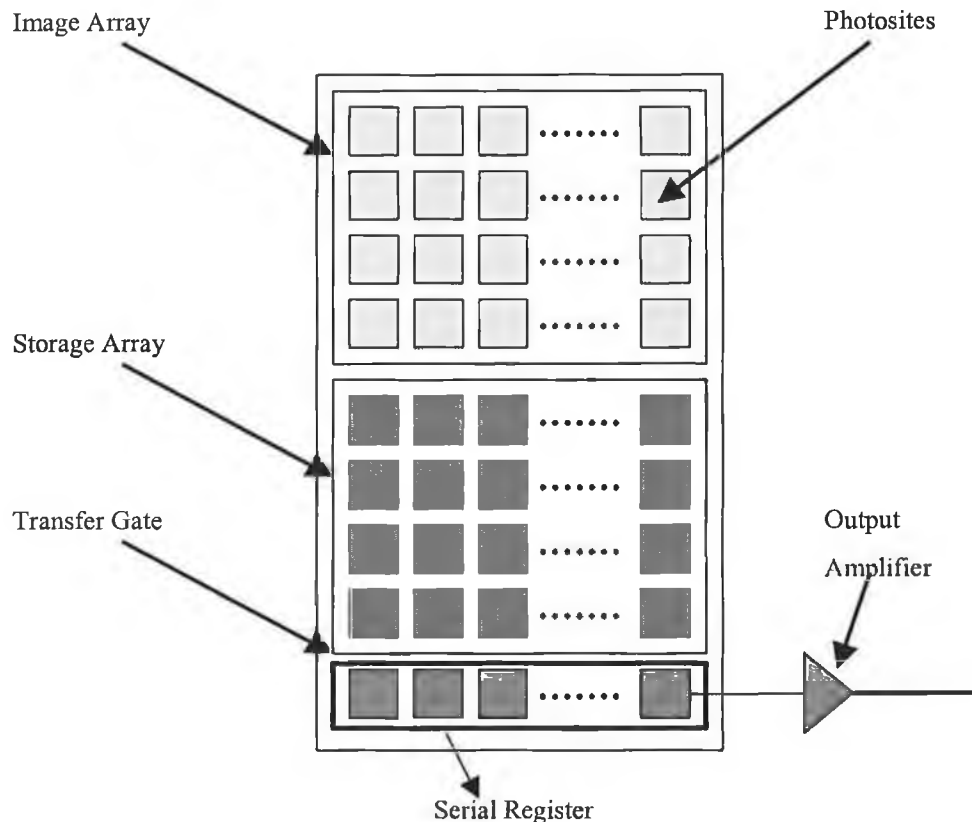 Image Array
Photosites
Storage Array
Transfer Gate
Output
Amplifier
Serial Register